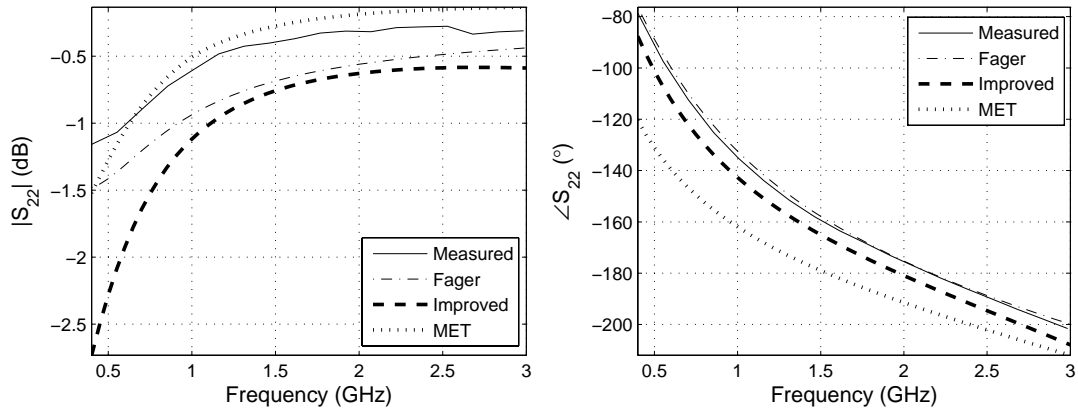 |S22| (dB)
−0.5
−1
−1.5
−2
−2.5
0.5 1 1.5 2 2.5 3
Frequency (GHz)
Measured
Fager
Improved
MET
∠S22 (°)
−80
−100
−120
−140
−160
−180
−200
0.5 1 1.5 2 2.5 3
Frequency (GHz)
Measured
Fager
Improved
MET